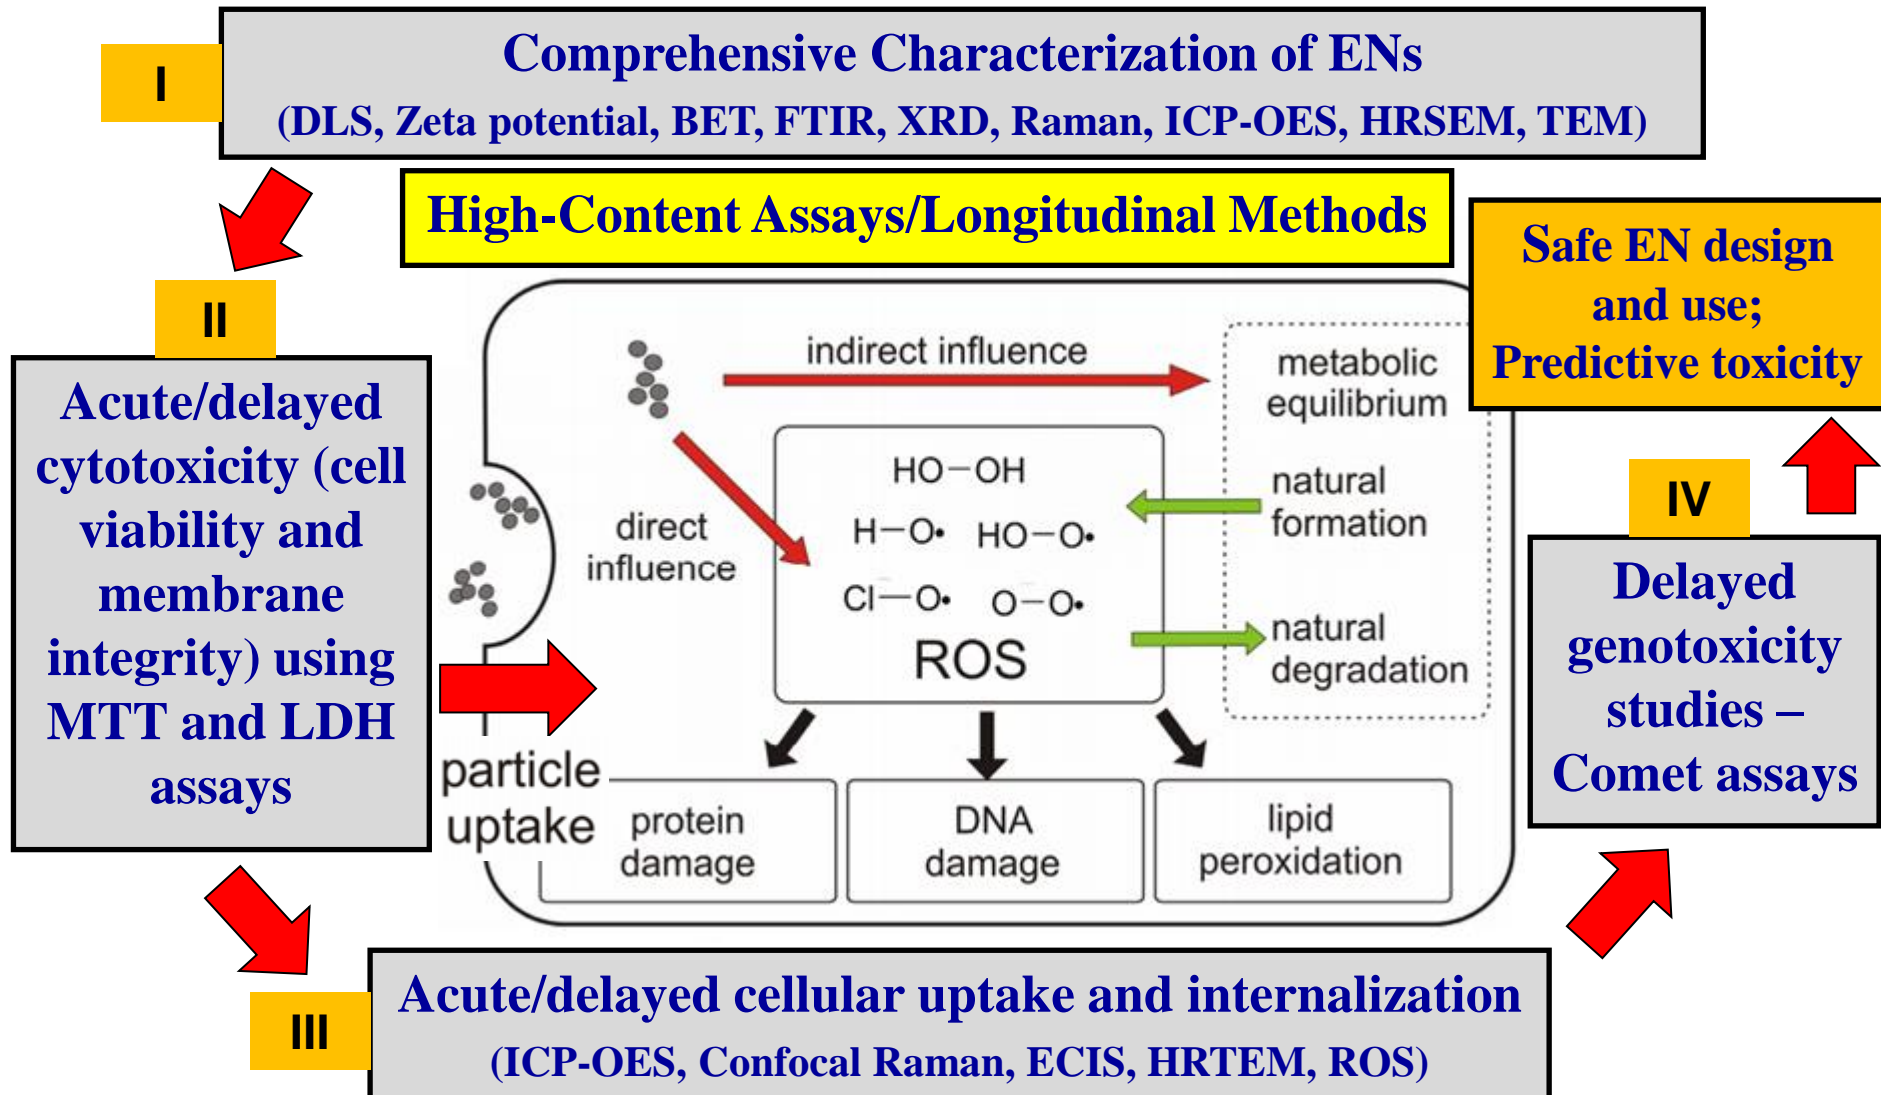 I
Comprehensive Characterization of ENs
(DLS, Zeta potential, BET, FTIR, XRD, Raman, ICP-OES, HRSEM, TEM)
High-Content Assays/Longitudinal Methods
Safe EN design
and use;
Predictive toxicity
II
Acute/delayed
cytotoxicity (cell
viability and
membrane
integrity) using
MTT and LDH
assays
indirect influence
metabolic
equilibrium
direct
influence
HO–OH
H–O•
HO–O•
Cl–O•
O–O•
ROS
natural
formation
natural
degradation
particle
uptake
protein
damage
DNA
damage
lipid
peroxidation
IV
Delayed
genotoxicity
studies –
Comet assays
III
Acute/delayed cellular uptake and internalization
(ICP-OES, Confocal Raman, ECIS, HRTEM, ROS)